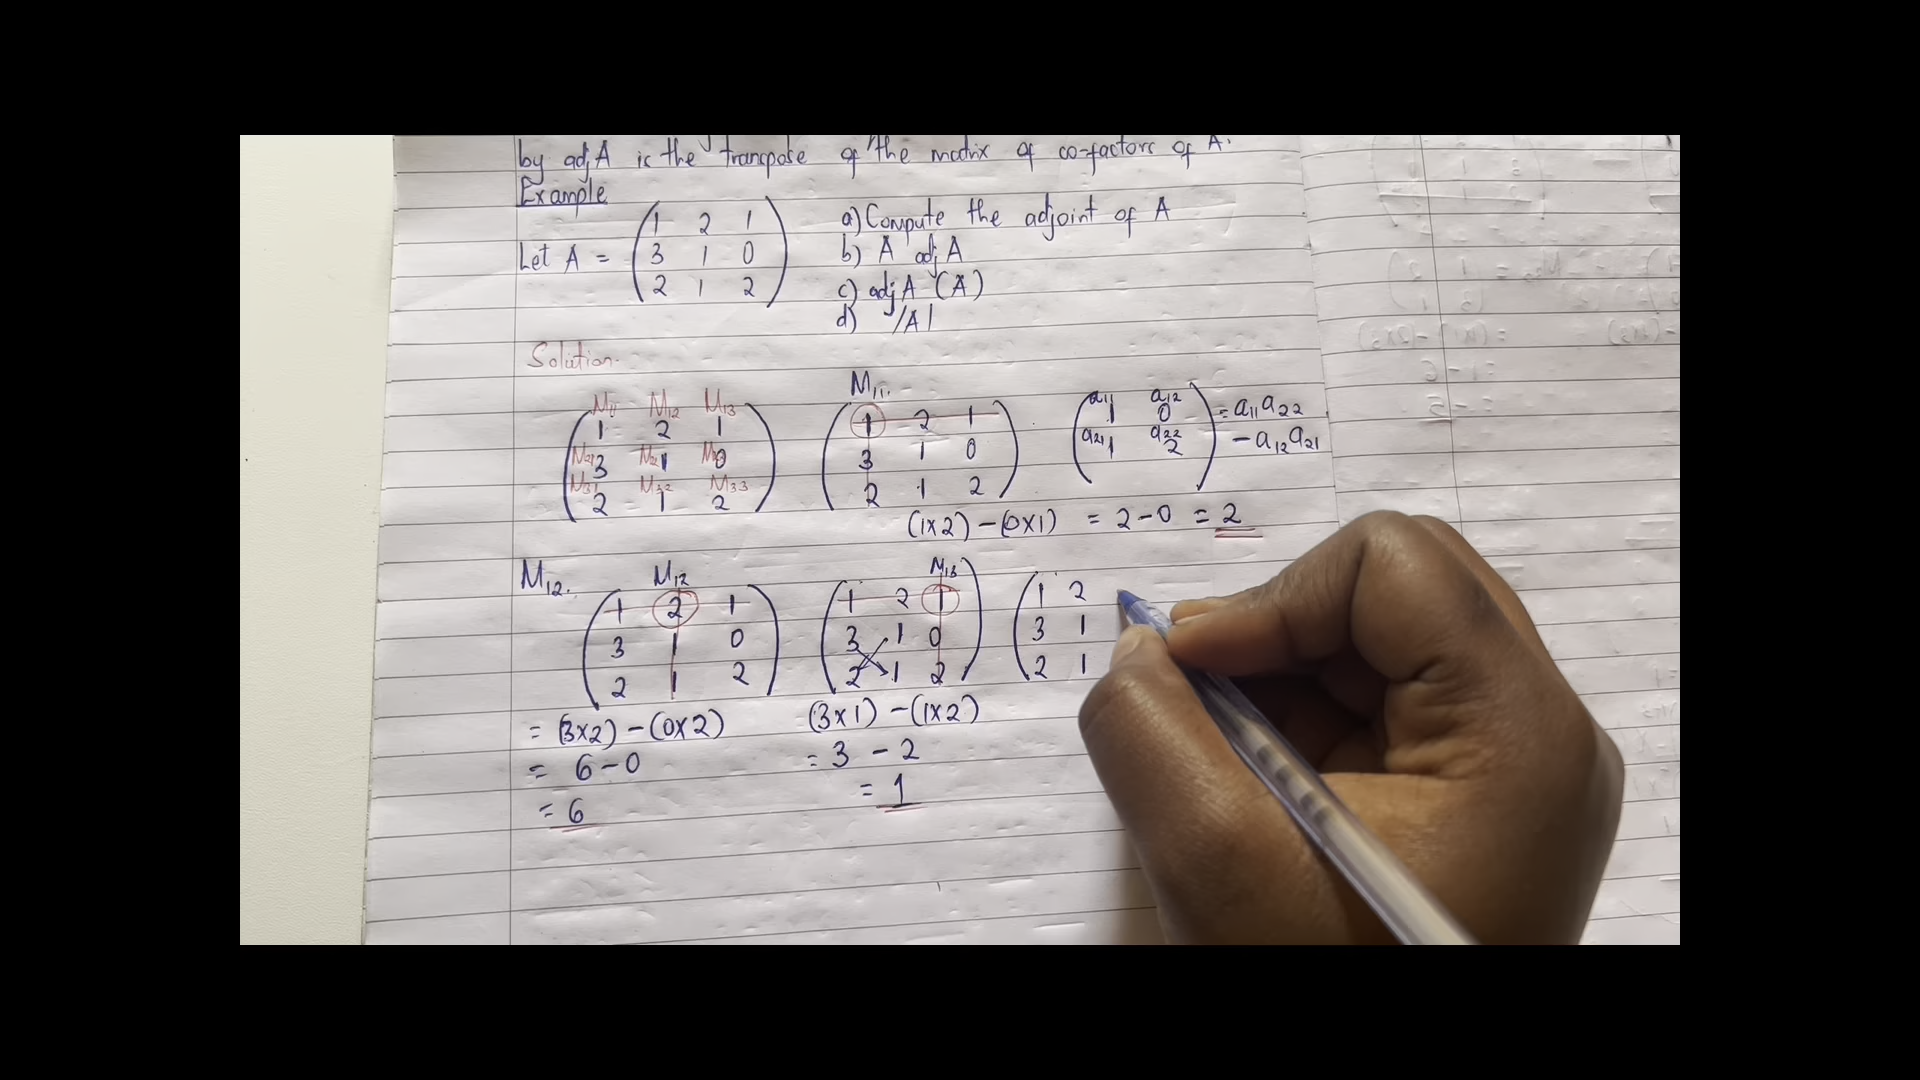 by adjA is the tranpose of the matrix of co-factors of A.
Example
Let A = (1 2 1
3 1 0
2 1 2)
a) Compute the adjoint of A
b) A adjA
c) adjA (A)
d) /A|
Solution.
M11 M12 M13
1 2 1
M21 M22
3 1 0
M31 M32 M33
2 1 2
M11.
1 2 1
3 1 0
2 1 2
a11 a12
1 0
a21 a22
1 2
= a11a22
- a12a21
(1x2) - (0x1) = 2-0 = 2
M12.
M12
1 2 1
3 1 0
2 1 2
= (3x2) - (0x2)
= 6-0
= 6
M13
1 2 1
3 1 0
2 1 2
(3x1) - (1x2)
= 3 - 2
= 1
1 2
3 1
2 1